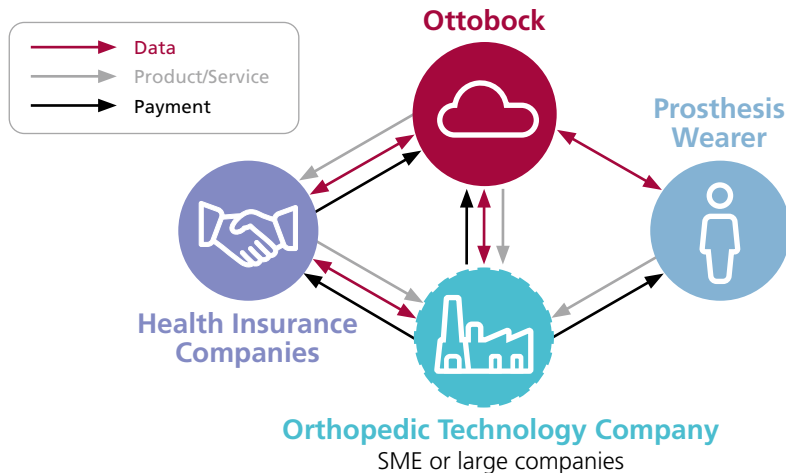 Ottobock
Data
Product/Service
Payment
Prosthesis
Wearer
Health Insurance
Companies
Orthopedic Technology Company
SME or large companies